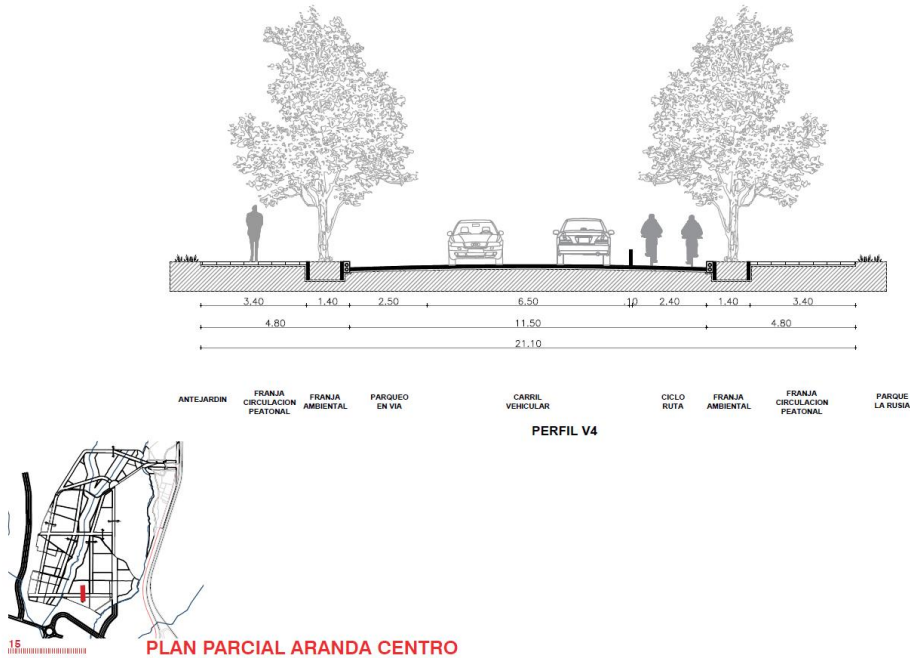 3.40 1.40 2.50 6.50 .10 2.40 1.40 3.40
4.80 11.50 4.80
21.10
ANTEJARDIN
FRANJA
CIRCULACION
PEATONAL
FRANJA
AMBIENTAL
PARQUEO
EN VIA
CARRIL
VEHICULAR
CICLO
RUTA
FRANJA
AMBIENTAL
FRANJA
CIRCULACION
PEATONAL
PARQUE
LA RUSIA
PERFIL V4
15
PLAN PARCIAL ARANDA CENTRO